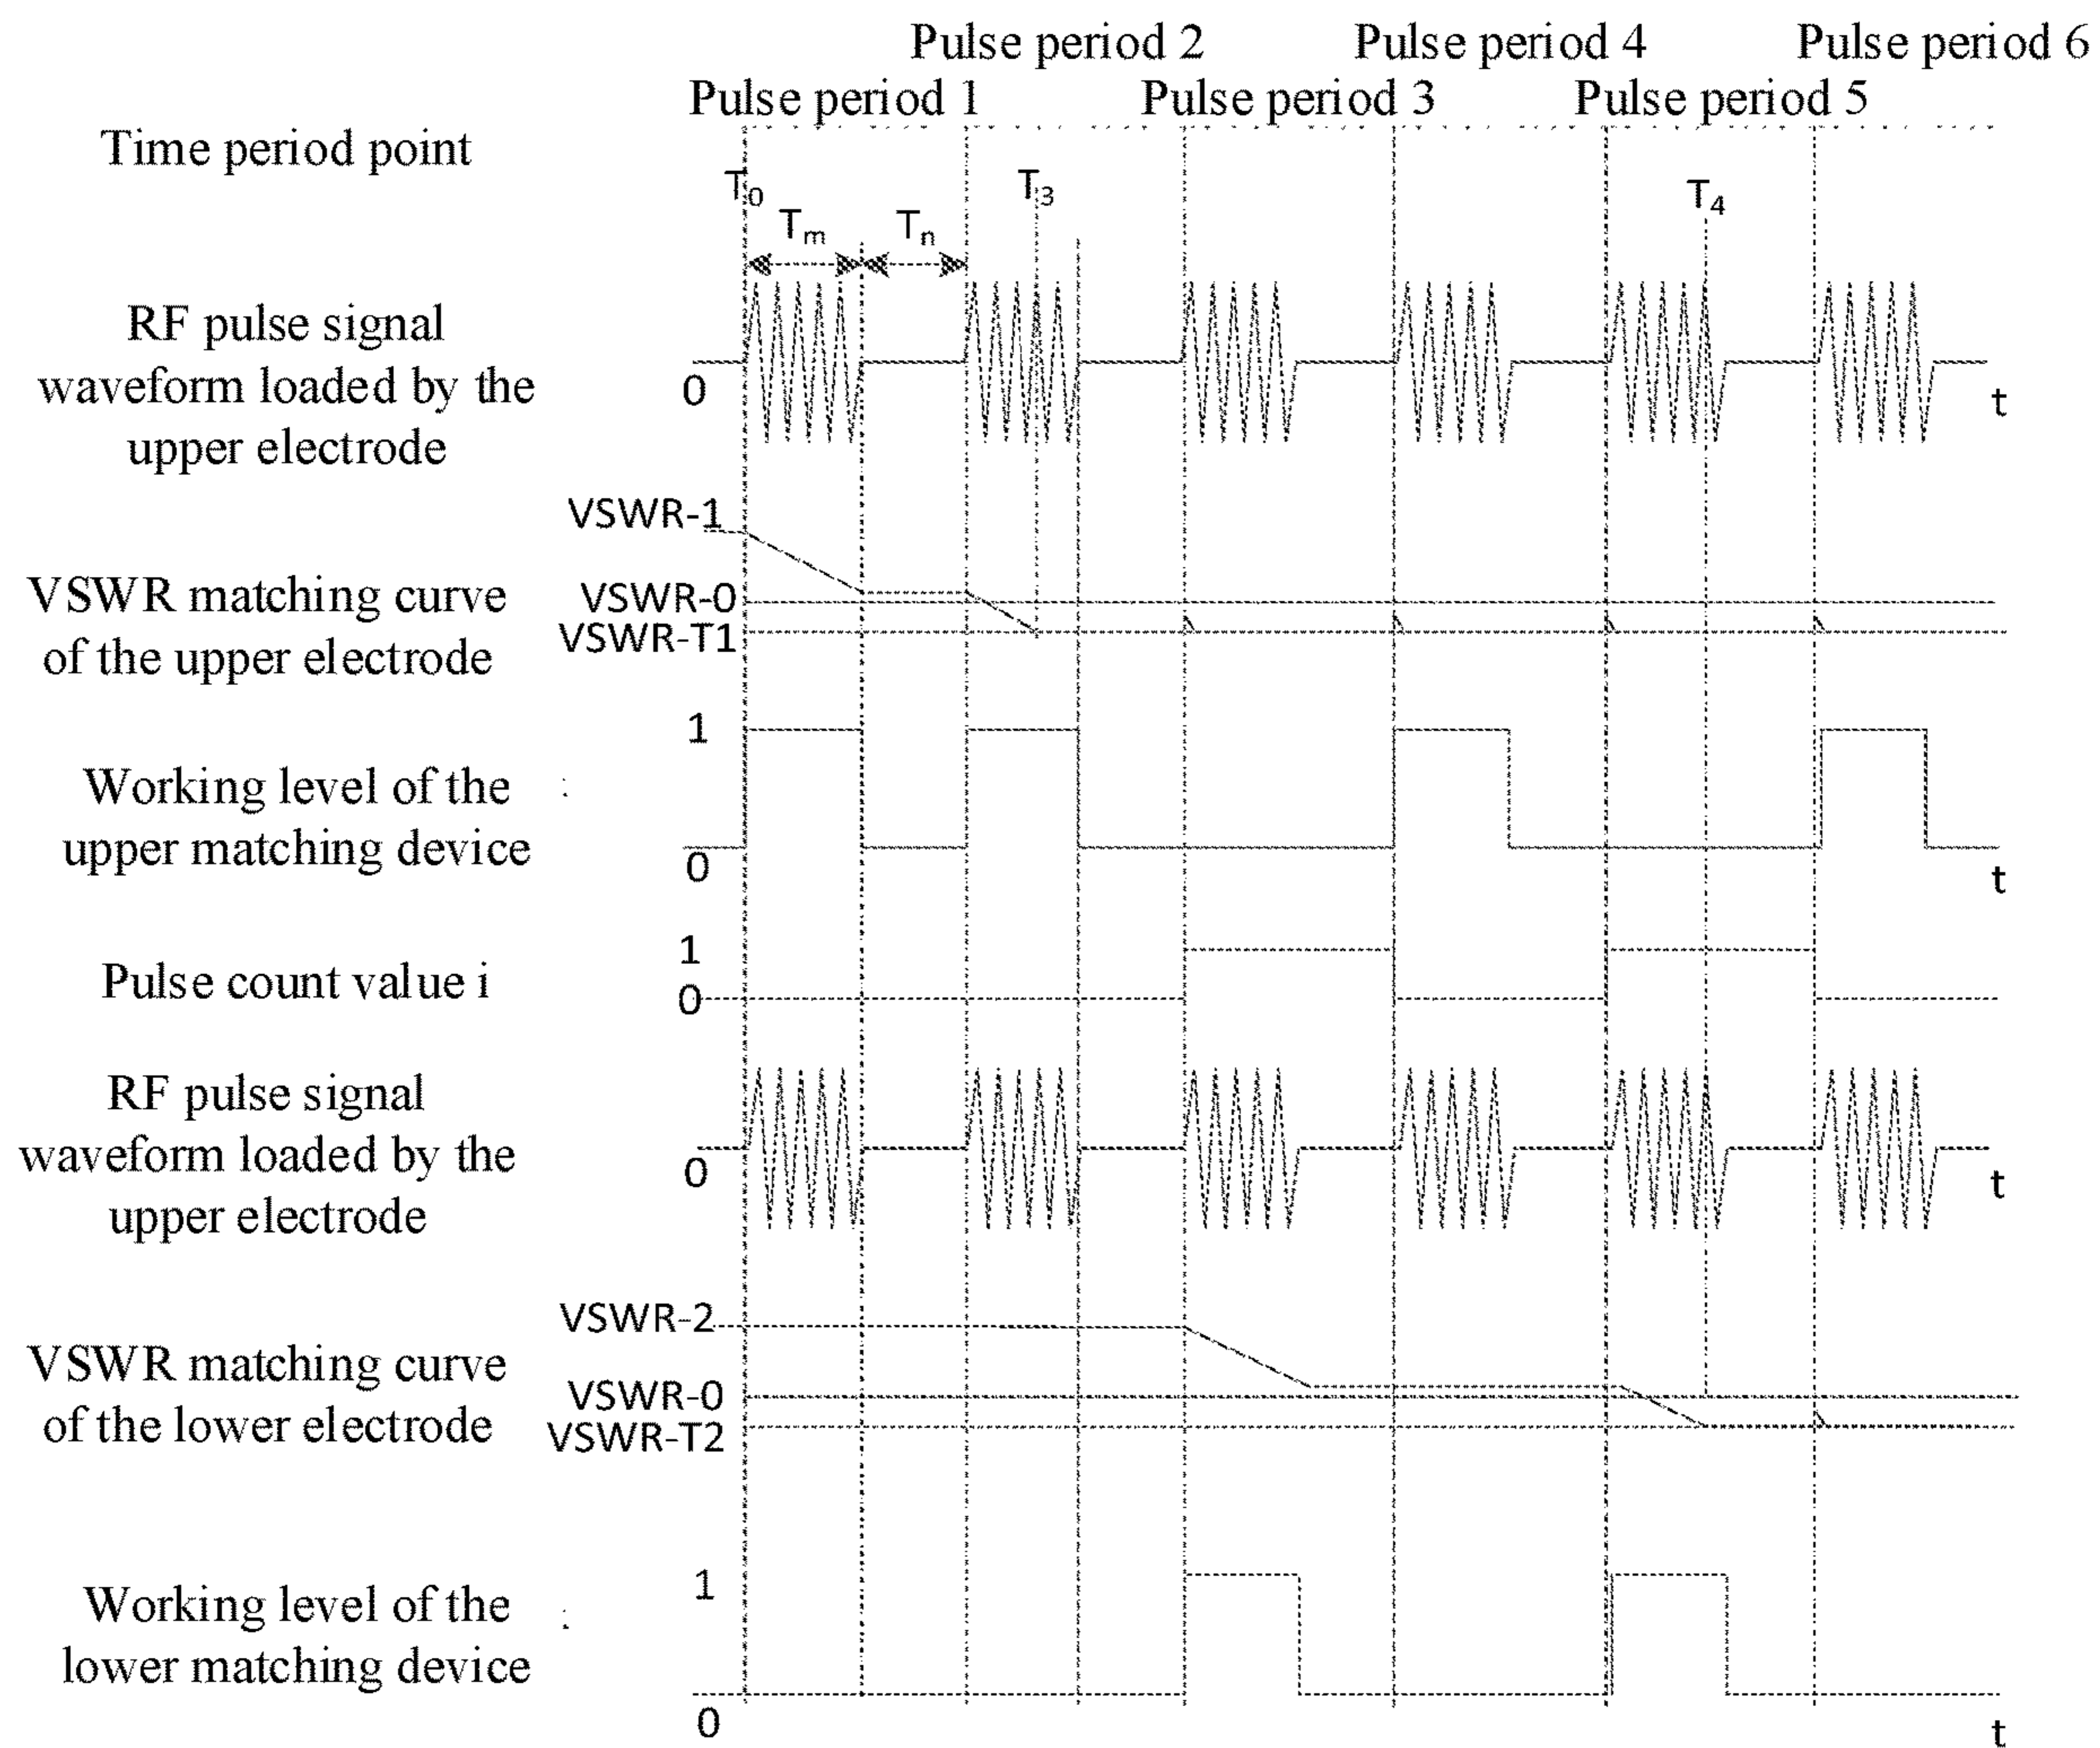 Pulse period 2 Pulse period 4 Pulse period 6
Pulse period 1 Pulse period 3 Pulse period 5
Time period point
T0 T3 T4
Tm Tn
RF pulse signal
waveform loaded by the
upper electrode
0 t
VSWR-1
VSWR matching curve
of the upper electrode
VSWR-0
VSWR-T1
1
Working level of the
upper matching device
:
0 t
1
Pulse count value i
0
RF pulse signal
waveform loaded by the
upper electrode
0 t
VSWR-2
VSWR matching curve
of the lower electrode
VSWR-0
VSWR-T2
1
Working level of the
lower matching device
:
0 t